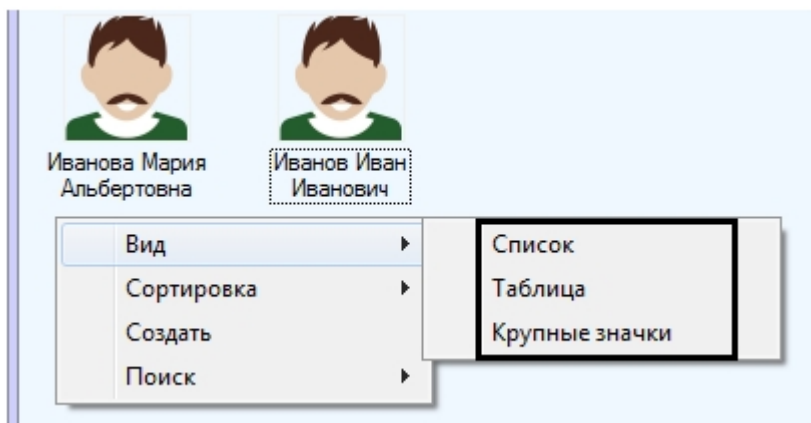 Иванова Мария
Альбертовна
Иванов Иван
Иванович
Вид
Сортировка
Создать
Поиск
Список
Таблица
Крупные значки